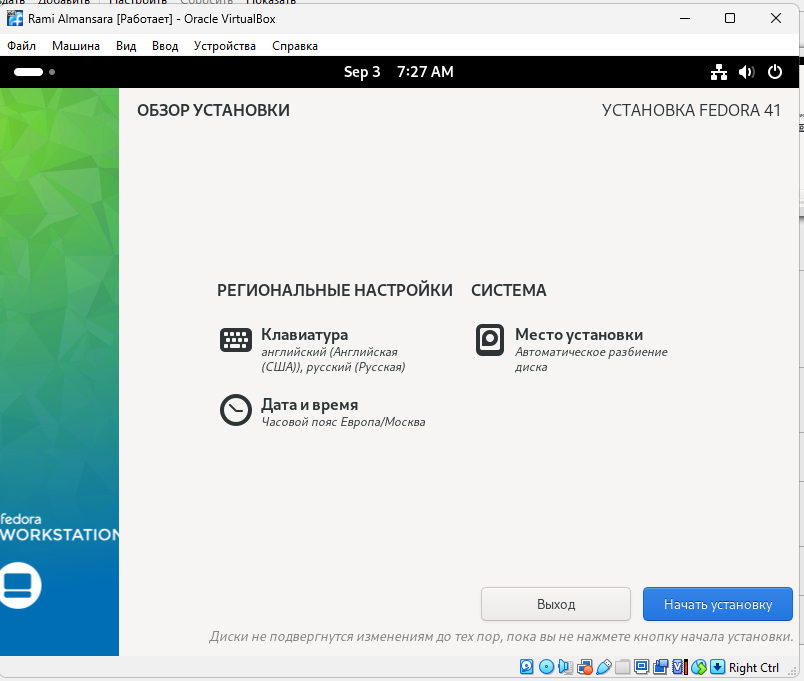 Rami Almansara [Работает] - Oracle VirtualBox
Файл Машина Вид Ввод Устройства Справка
Sep 3 7:27 AM
ОБЗОР УСТАНОВКИ
УСТАНОВКА FEDORA 41
РЕГИОНАЛЬНЫЕ НАСТРОЙКИ
Клавиатура
английский (Английская
(США)), русский (Русская)
Дата и время
Часовой пояс Европа/Москва
СИСТЕМА
Место установки
Автоматическое разбиение
диска
fedora
WORKSTATION
Выход
Начать установку
Диски не подвергнутся изменениям до тех пор, пока вы не нажмете кнопку начала установки.
Right Ctrl